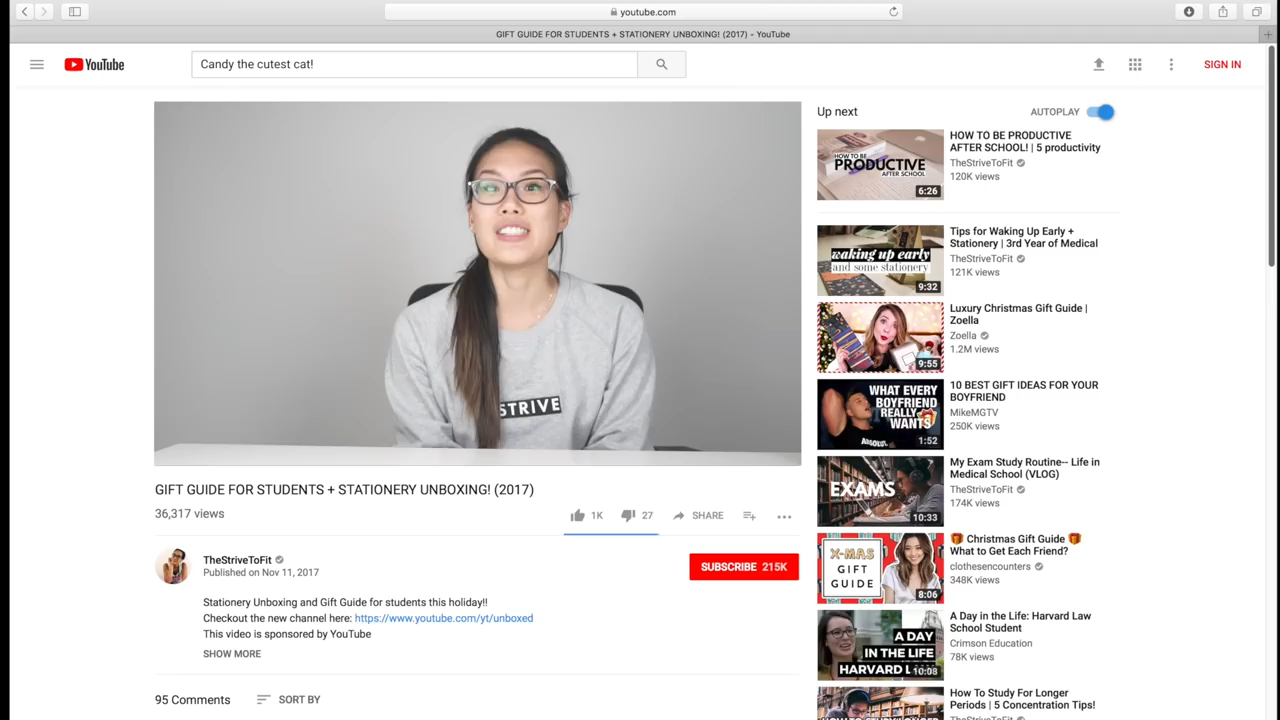 youtube.com
GIFT GUIDE FOR STUDENTS + STATIONERY UNBOXING! (2017) - YouTube
YouTube
Candy the cutest cat!
SIGN IN
STRIVE
GIFT GUIDE FOR STUDENTS + STATIONERY UNBOXING! (2017)
36,317 views
1K
27
SHARE
TheStriveToFit
Published on Nov 11, 2017
SUBSCRIBE 215K
Stationery Unboxing and Gift Guide for students this holiday!!
Checkout the new channel here: https://www.youtube.com/yt/unboxed
This video is sponsored by YouTube
SHOW MORE
95 Comments
SORT BY
Up next
AUTOPLAY
HOW TO BE
PRODUCTIVE
AFTER SCHOOL
6:26
HOW TO BE PRODUCTIVE
AFTER SCHOOL! | 5 productivity
TheStriveToFit
120K views
waking up early
and some stationery
9:32
Tips for Waking Up Early +
Stationery | 3rd Year of Medical
TheStriveToFit
121K views
9:55
Luxury Christmas Gift Guide |
Zoella
Zoella
1.2M views
WHAT EVERY
BOYFRIEND
REALLY
WANTS
ABSOLUT.
1:52
10 BEST GIFT IDEAS FOR YOUR
BOYFRIEND
MikeMGTV
250K views
EXAMS
10:33
My Exam Study Routine-- Life in
Medical School (VLOG)
TheStriveToFit
174K views
X-MAS
GIFT
GUIDE
8:06
Christmas Gift Guide
What to Get Each Friend?
clothesencounters
348K views
A DAY
IN THE LIFE
HARVARD L
10:08
A Day in the Life: Harvard Law
School Student
Crimson Education
78K views
How To Study For Longer
Periods | 5 Concentration Tips!
TheStriveToFit